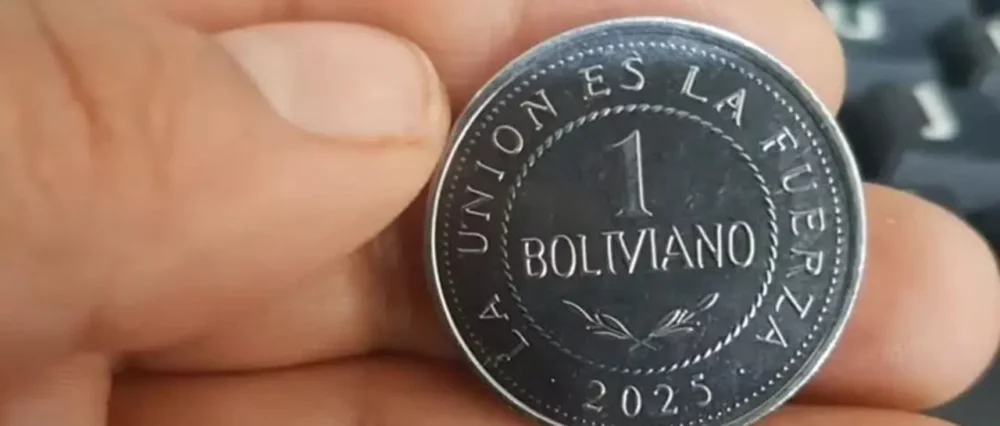 LA UNION ES LA FUERZA
1
BOLIVIANO
2025